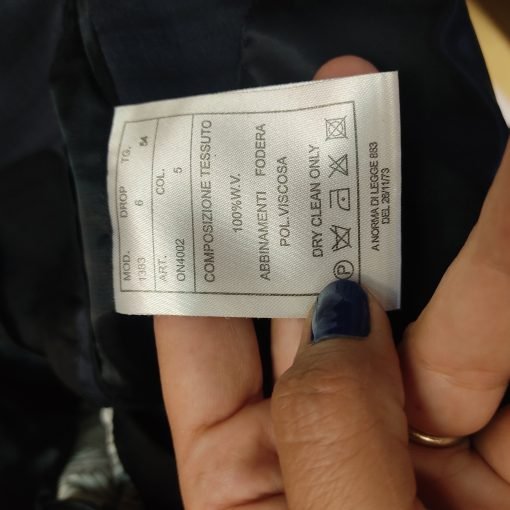 MOD. DROP TG.
1383 6 54
ART. COL.
ON4002 5
COMPOSIZIONE TESSUTO
100%W.V.
ABBINAMENTI FODERA
POL.VISCOSA
DRY CLEAN ONLY
P
A NORMA DI LEGGE 883
DEL 26/11/73